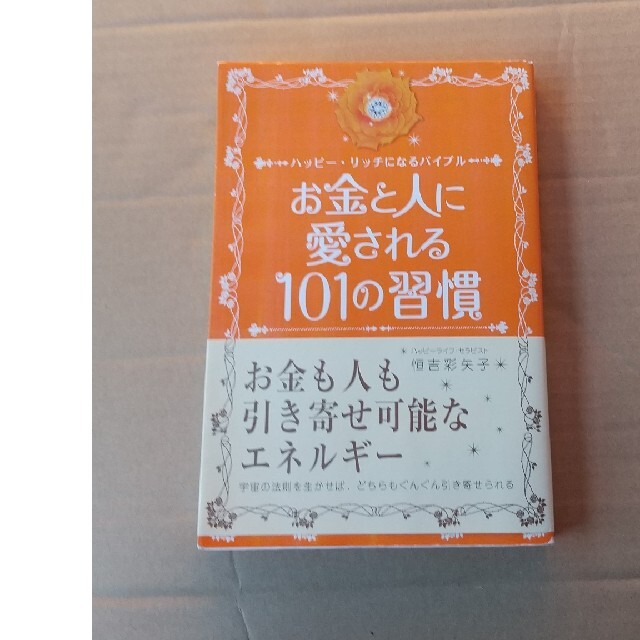 ハッピー・リッチになるバイブル
お金と人に
愛される
101の習慣
ハッピーライフ セラピスト
恒吉彩矢子
お金も人も
引き寄せ可能な
エネルギー
宇宙の法則を生かせば、どちらもぐんぐん引き寄せられる